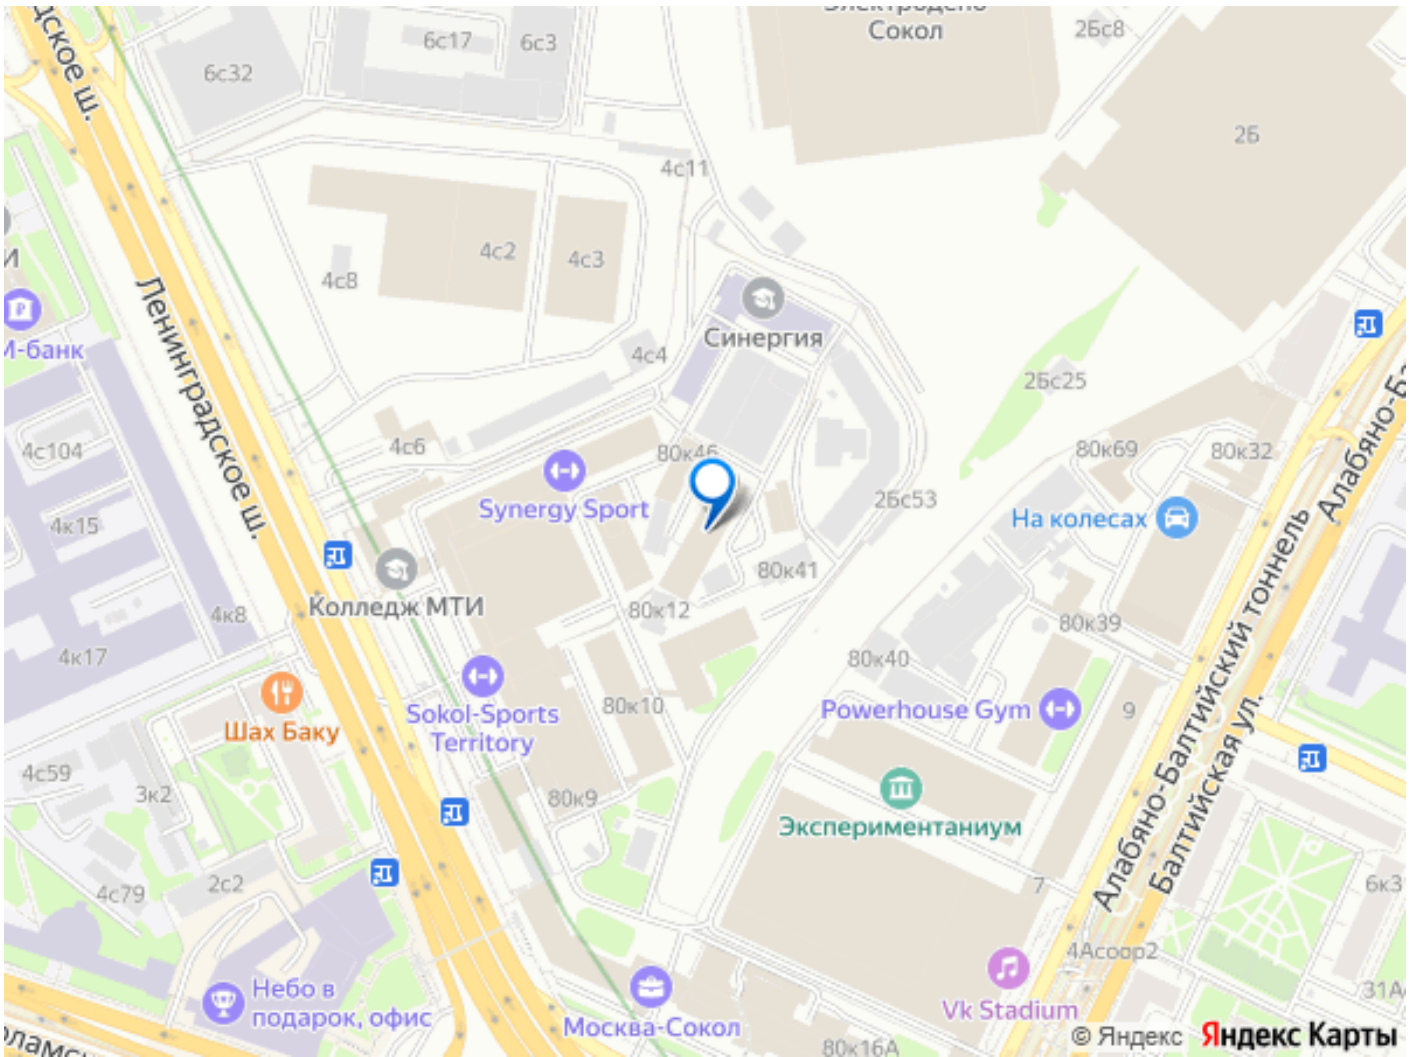 Электродепо
Сокол
2Бс8
6с17
6с3
6с32
2Б
4с11
4с2
4с3
4с8
Ленинградское ш.
Синергия
М-банк
4с4
2Бс25
4с6
4с104
80к46
80к69
80к32
Synergy Sport
2Бс53
На колесах
4к15
80к41
Колледж МТИ
80к12
4к8
80к39
4к17
80к40
80к10
Sokol-Sports
Territory
Шах Баку
Powerhouse Gym
9
Алабяно-Балтийский тоннель
Балтийская ул.
4с59
3к2
80к9
Экспериментаниум
2с2
4с79
7
4Асоор2
Небо в
подарок, офис
Москва-Сокол
Vk Stadium
80к16А
© Яндекс Яндекс Карты